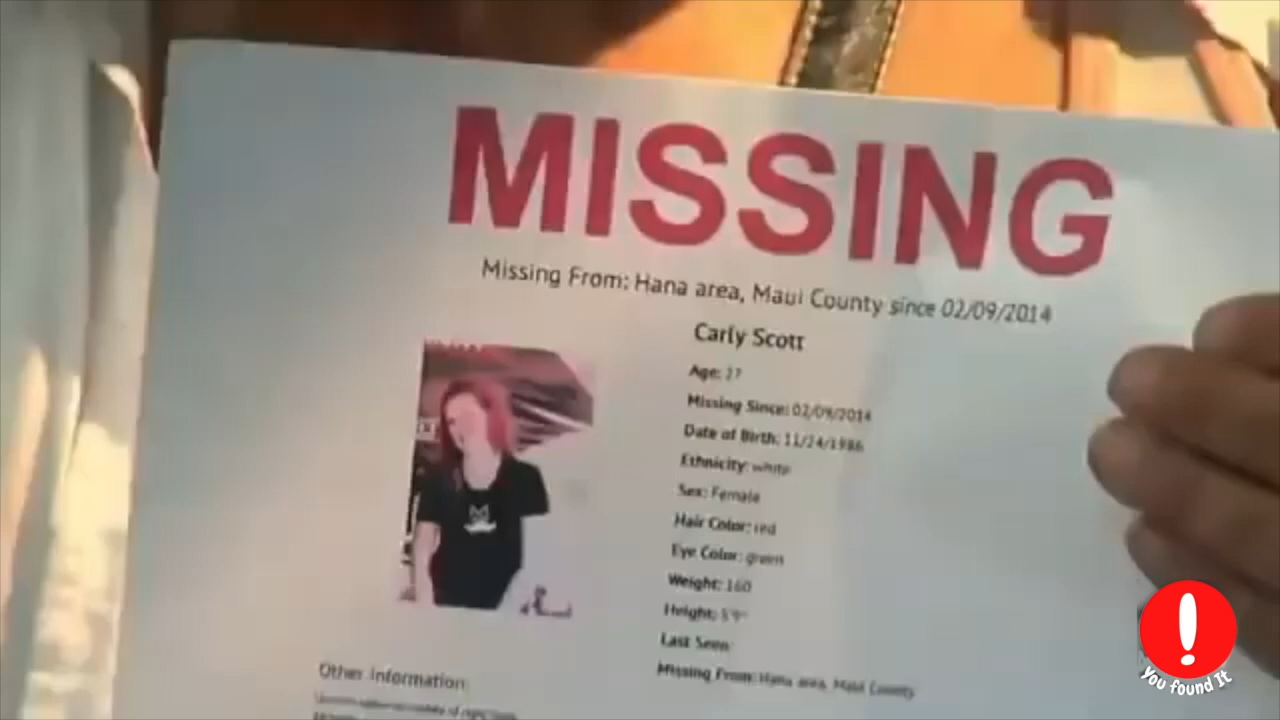 MISSING
Missing From: Hana area, Maui County since 02/09/2014
Carly Scott
Age: 27
Missing Since: 02/09/2014
Date of Birth: 11/24/1986
Ethnicity: white
Sex: Female
Hair Color: red
Eye Color: green
Weight: 160
Height: 5'9"
Last Seen:
Missing From: Hana area, Maui County
Other information:
!
You found It